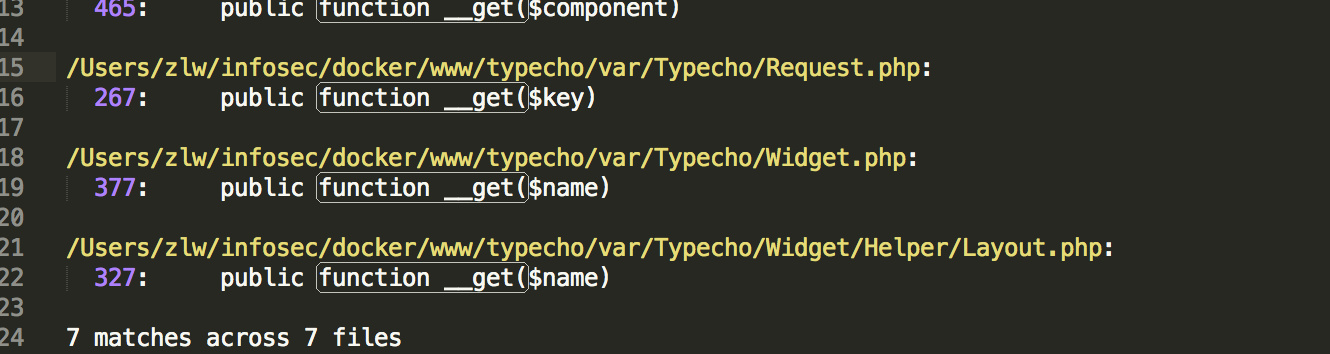 13 465: public function __get($component)
14
15 /Users/zlw/infosec/docker/www/typecho/var/Typecho/Request.php:
16 267: public function __get($key)
17
18 /Users/zlw/infosec/docker/www/typecho/var/Typecho/Widget.php:
19 377: public function __get($name)
20
21 /Users/zlw/infosec/docker/www/typecho/var/Typecho/Widget/Helper/Layout.php:
22 327: public function __get($name)
23
24 7 matches across 7 files